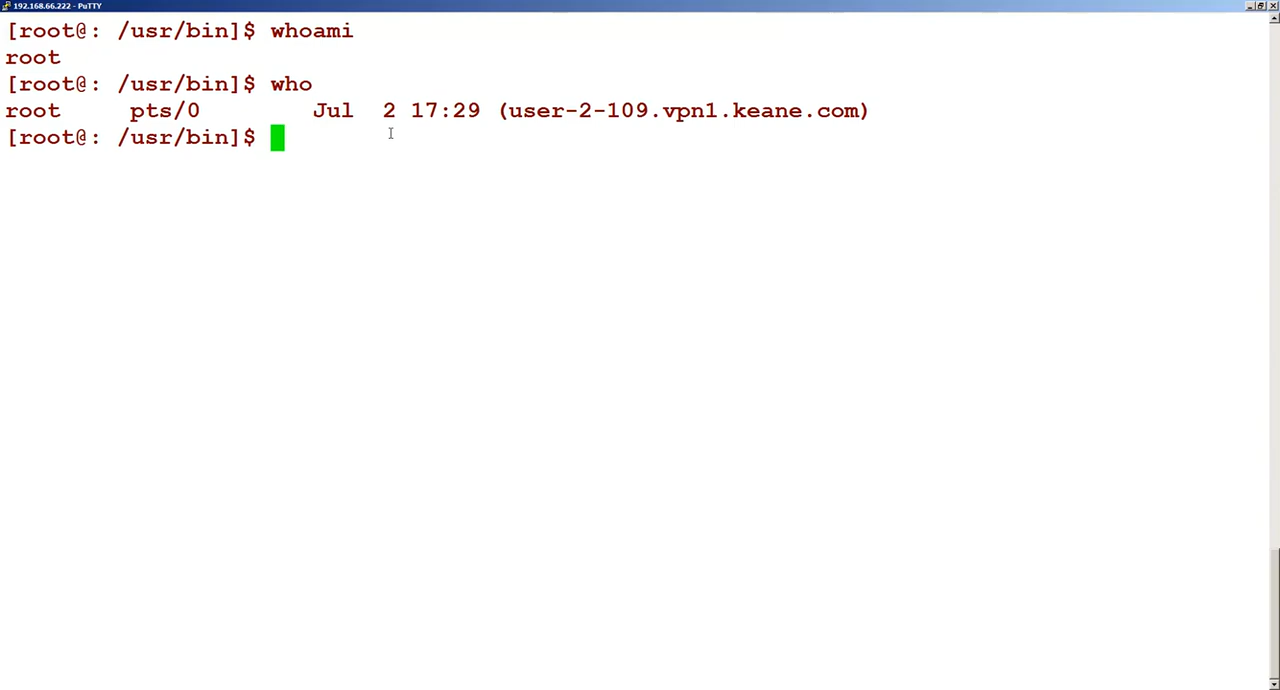 192.168.66.222 - PuTTY
[root@: /usr/bin]$ whoami
root
[root@: /usr/bin]$ who
root     pts/0        Jul  2 17:29 (user-2-109.vpn1.keane.com)
[root@: /usr/bin]$